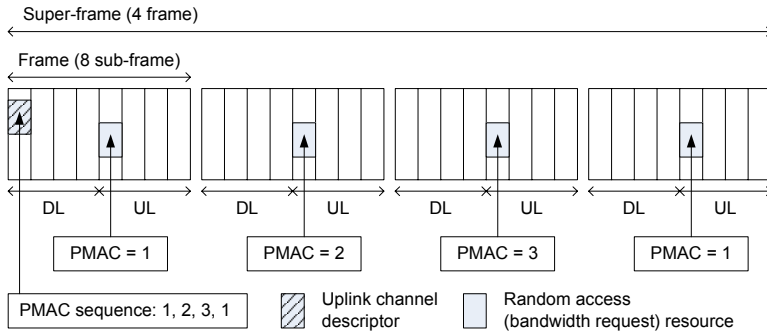 Super-frame (4 frame)
Frame (8 sub-frame)
DL UL DL UL DL UL DL UL
PMAC = 1 PMAC = 2 PMAC = 3 PMAC = 1
PMAC sequence: 1, 2, 3, 1
Uplink channel
descriptor
Random access
(bandwidth request) resource